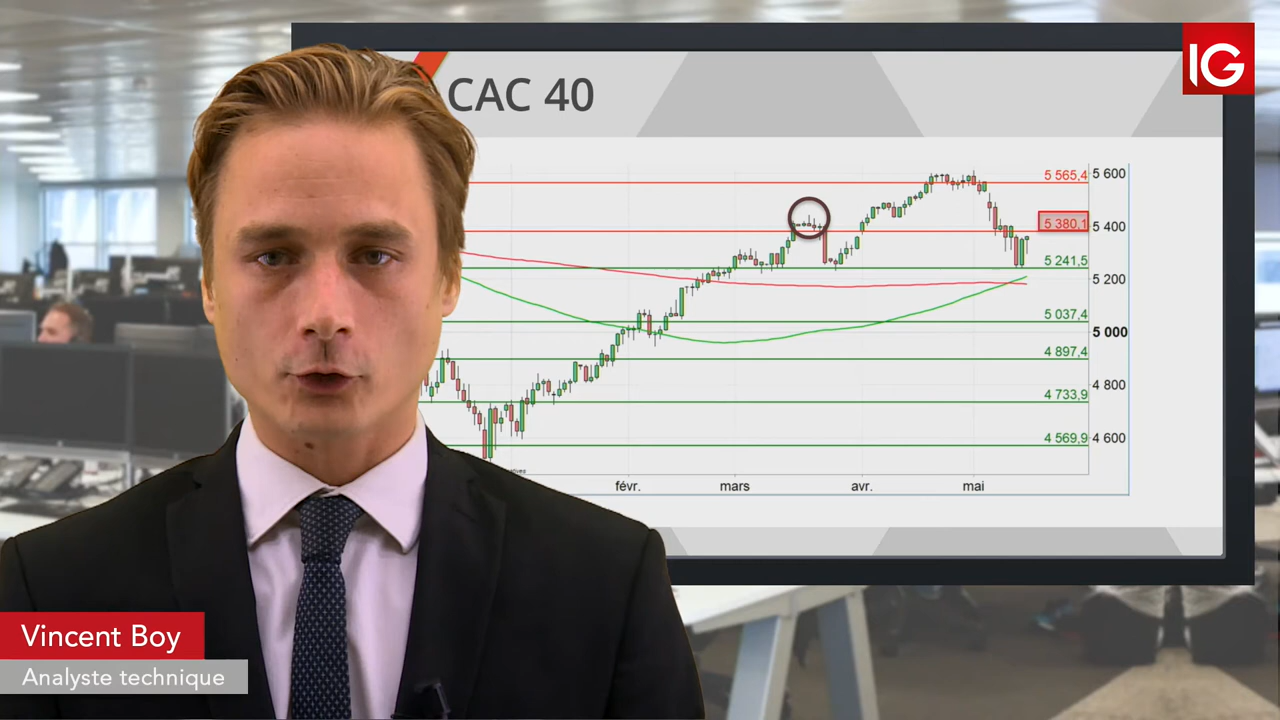 IG
CAC 40
5 565,4
5 600
5 380,1
5 400
5 241,5
5 200
5 037,4
5 000
4 897,4
4 800
4 733,9
4 569,9
4 600
févr.
mars
avr.
mai
Vincent Boy
Analyste technique